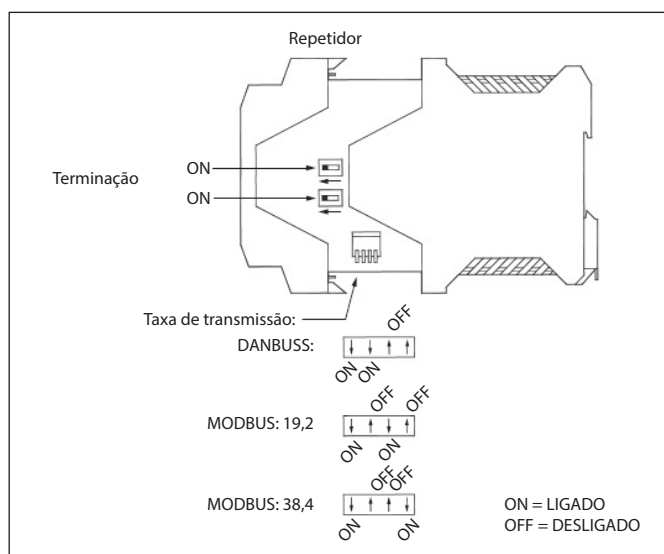 Repetidor
ON
Terminação
ON
Taxa de transmissão:
OFF
DANBUSS:
ON ON
OFF OFF
MODBUS: 19,2
ON ON
OFF OFF
MODBUS: 38,4
ON ON
ON = LIGADO
OFF = DESLIGADO